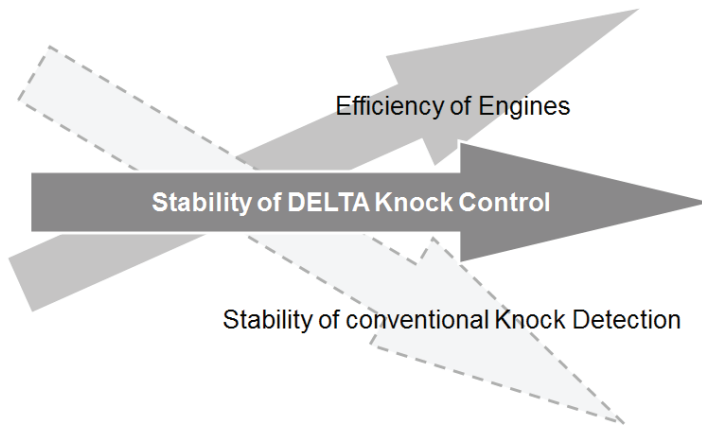 Efficiency of Engines
Stability of DELTA Knock Control
Stability of conventional Knock Detection